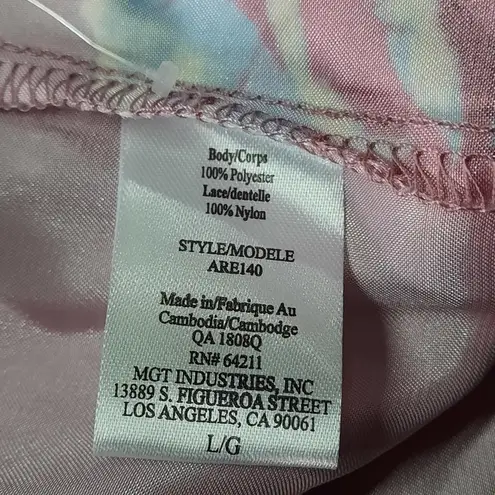 Body/Corps
100% Polyester
Lace/dentelle
100% Nylon
STYLE/MODELE
ARE140
Made in/Fabrique Au
Cambodia/Cambodge
QA 1808Q
RN# 64211
MGT INDUSTRIES, INC
13889 S. FIGUEROA STREET
LOS ANGELES, CA 90061
L/G